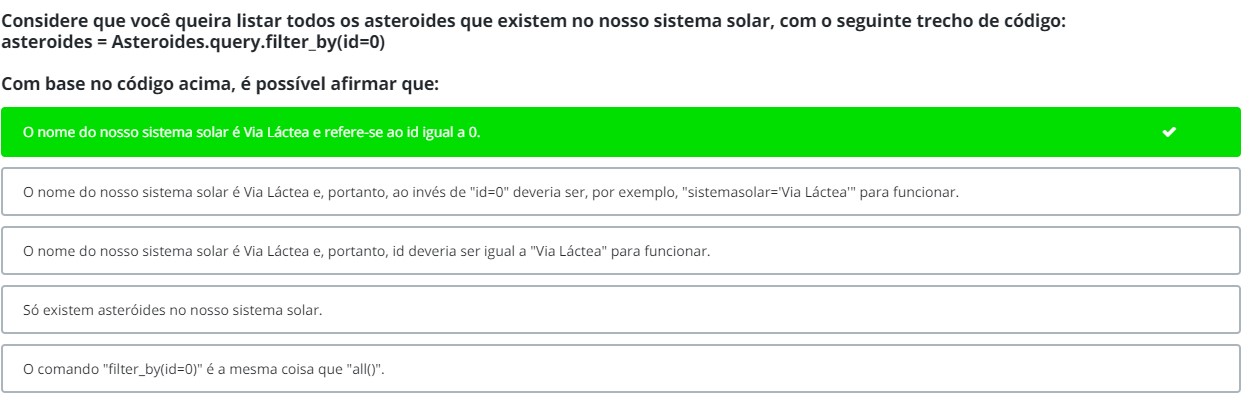 Considere que você queira listar todos os asteroides que existem no nosso sistema solar, com o seguinte trecho de código:
asteroides = Asteroides.query.filter_by(id=0)
Com base no código acima, é possível afirmar que:
O nome do nosso sistema solar é Via Láctea e refere-se ao id igual a 0.
O nome do nosso sistema solar é Via Láctea e, portanto, ao invés de "id=0" deveria ser, por exemplo, "sistemasolar='Via Láctea'" para funcionar.
O nome do nosso sistema solar é Via Láctea e, portanto, id deveria ser igual a "Via Láctea" para funcionar.
Só existem asteróides no nosso sistema solar.
O comando "filter_by(id=0)" é a mesma coisa que "all()".